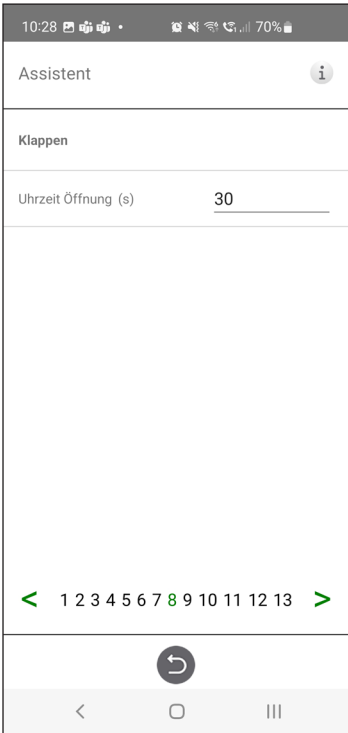 10:28 70%
Assistent
Klappen
Uhrzeit Öffnung (s) 30
< 1 2 3 4 5 6 7 8 9 10 11 12 13 >